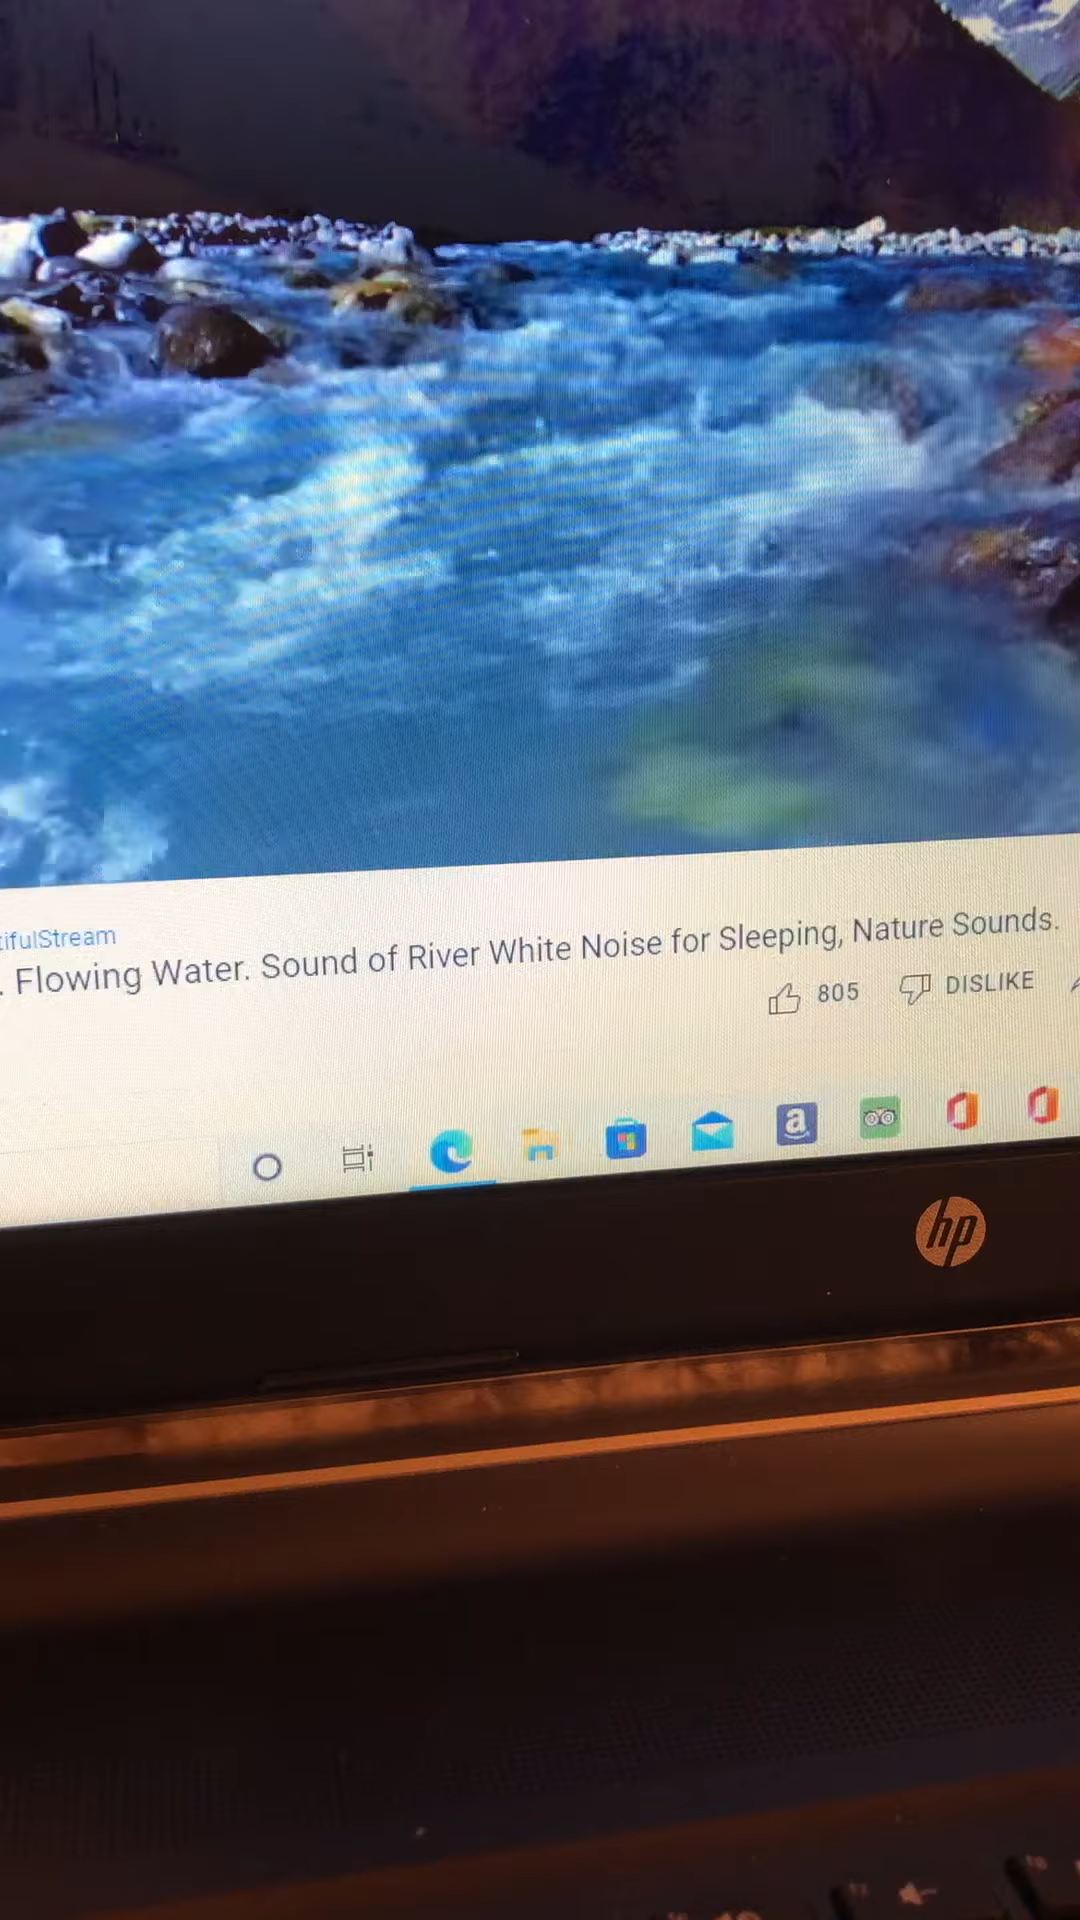 tifulStream
. Flowing Water. Sound of River White Noise for Sleeping, Nature Sounds.
805 DISLIKE
a
hp